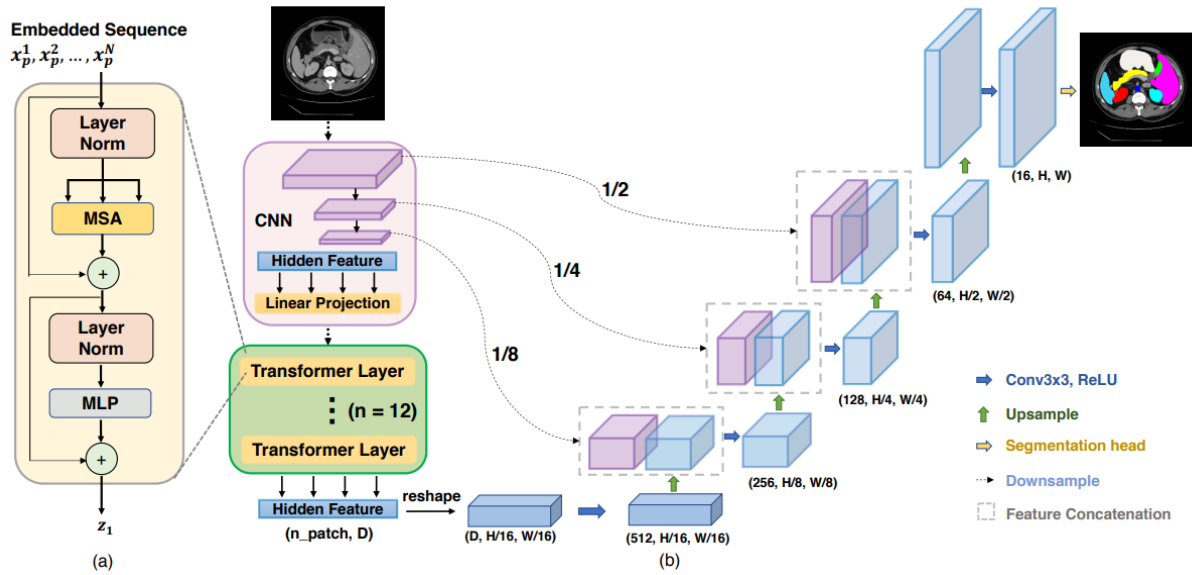 Embedded Sequence
x_p^1, x_p^2, ... , x_p^N
Layer
Norm
MSA
+
Layer
Norm
MLP
+
z_1
(a)
CNN
Hidden Feature
Linear Projection
Transformer Layer
(n = 12)
Transformer Layer
Hidden Feature
(n_patch, D)
reshape
(D, H/16, W/16)
(512, H/16, W/16)
(b)
1/2
1/4
1/8
(256, H/8, W/8)
(128, H/4, W/4)
(64, H/2, W/2)
(16, H, W)
Conv3x3, ReLU
Upsample
Segmentation head
Downsample
Feature Concatenation